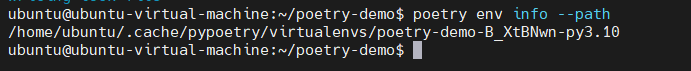 ubuntu@ubuntu-virtual-machine:~/poetry-demo$ poetry env info --path
/home/ubuntu/.cache/pypoetry/virtualenvs/poetry-demo-B_XtBNwn-py3.10
ubuntu@ubuntu-virtual-machine:~/poetry-demo$